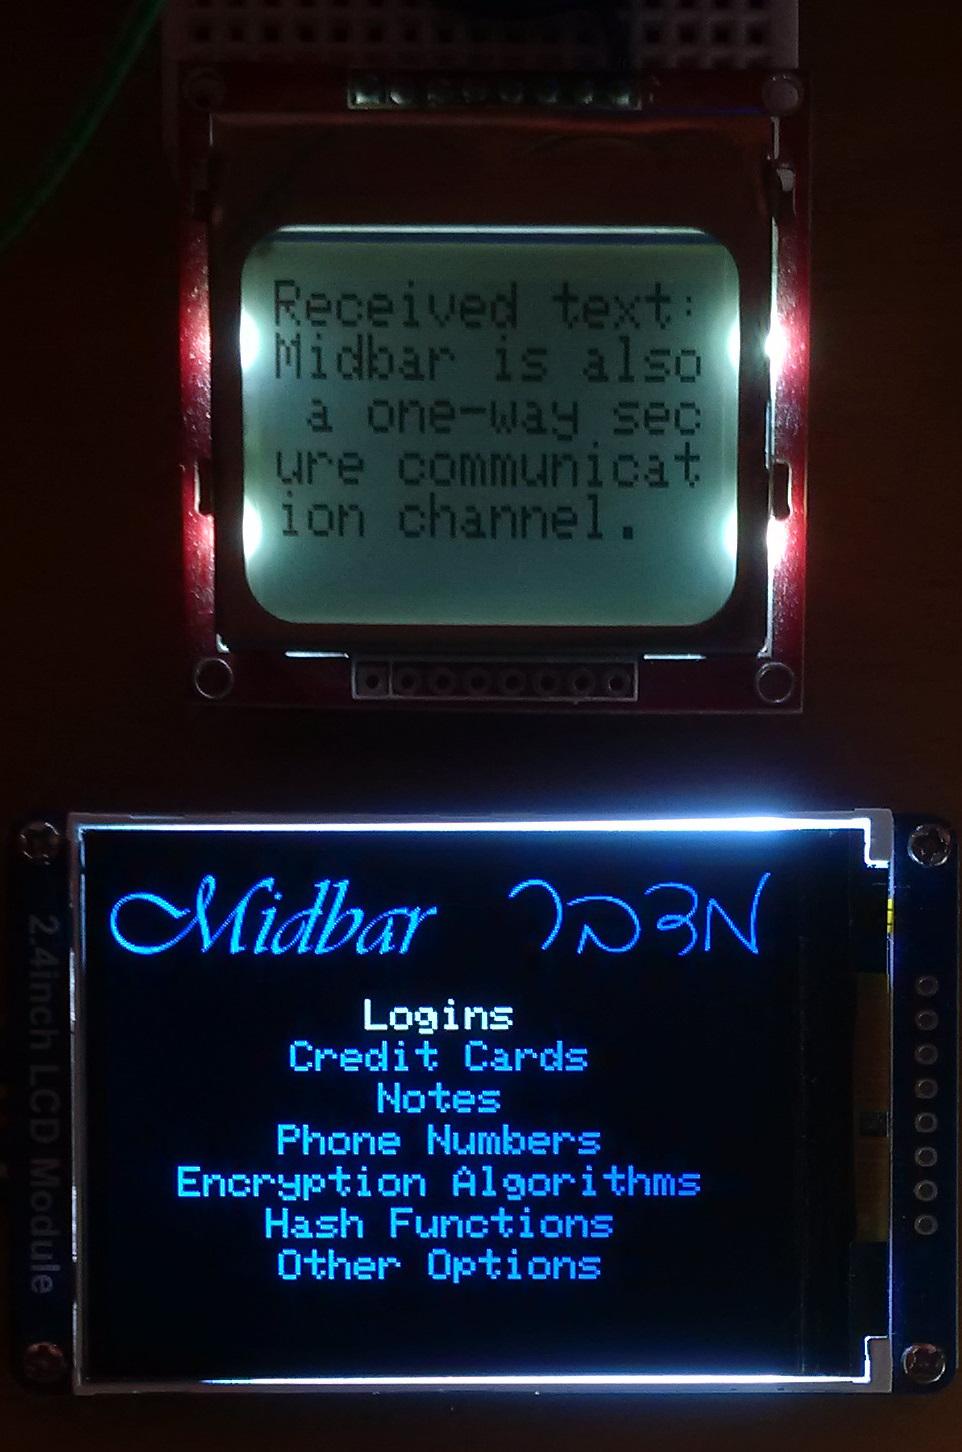 Received text:
Midbar is also
a one-way sec
ure communicat
ion channel.
Midbar מדבר
Logins
Credit Cards
Notes
Phone Numbers
Encryption Algorithms
Hash Functions
Other Options
2.4inch LCD Module